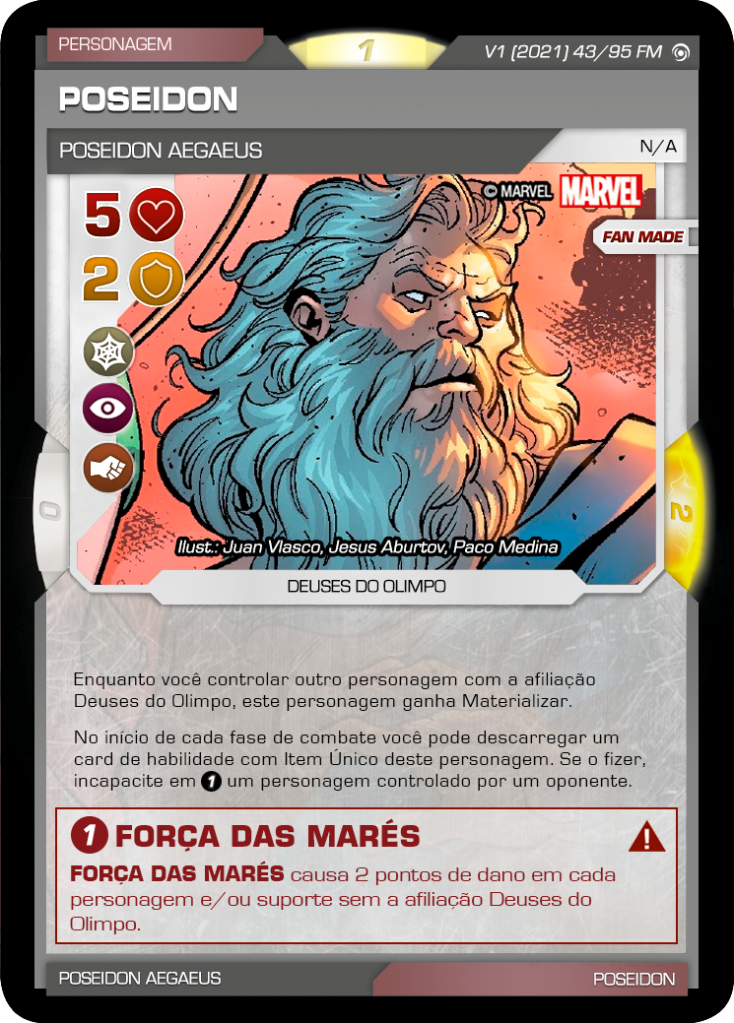 PERSONAGEM
1
V1 (2021) 43/95 FM
POSEIDON
POSEIDON AEGAEUS
N/A
© MARVEL MARVEL
5
FAN MADE
2
0
2
Ilust.: Juan Vlasco, Jesus Aburtov, Paco Medina
DEUSES DO OLIMPO
Enquanto você controlar outro personagem com a afiliação
Deuses do Olimpo, este personagem ganha Materializar.
No início de cada fase de combate você pode descarregar um
card de habilidade com Item Único deste personagem. Se o fizer,
incapacite em 1 um personagem controlado por um oponente.
1 FORÇA DAS MARÉS
FORÇA DAS MARÉS causa 2 pontos de dano em cada
personagem e/ou suporte sem a afiliação Deuses do
Olimpo.
POSEIDON AEGAEUS
POSEIDON